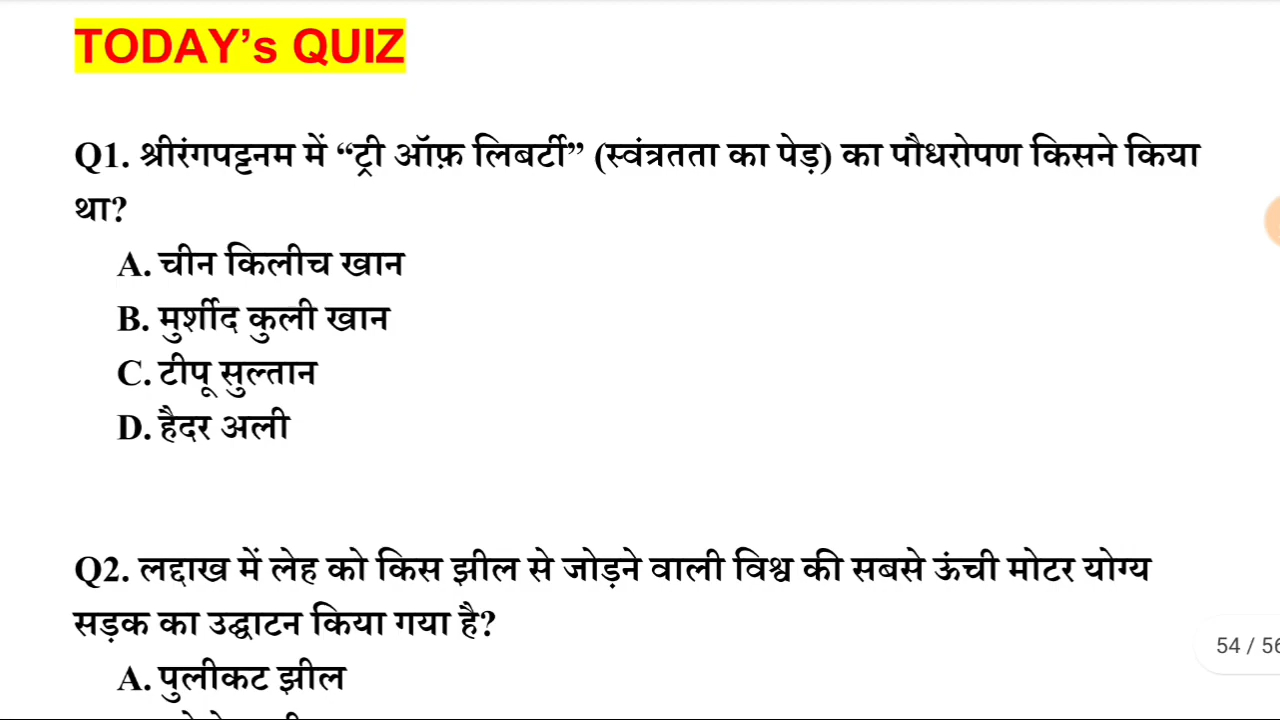 TODAY’s QUIZ
Q1. श्रीरंगपट्टनम में “ट्री ऑफ़ लिबर्टी” (स्वंत्रतता का पेड़) का पौधरोपण किसने किया
था?
A. चीन किलीच खान
B. मुर्शीद कुली खान
C. टीपू सुल्तान
D. हैदर अली
Q2. लद्दाख में लेह को किस झील से जोड़ने वाली विश्व की सबसे ऊंची मोटर योग्य
सड़क का उद्घाटन किया गया है?
54 / 56
A. पुलीकट झील